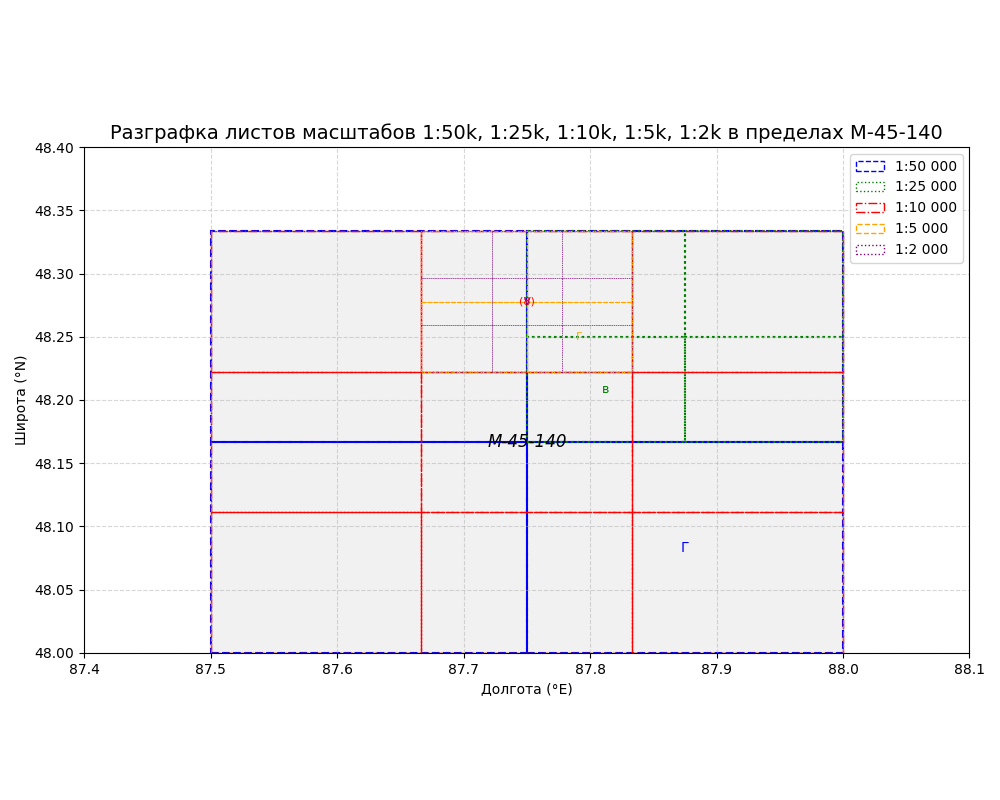 Разграфка листов масштабов 1:50k, 1:25k, 1:10k, 1:5k, 1:2k в пределах M-45-140
48.40
48.35
48.30
48.25
48.20
48.15
48.10
48.05
48.00
Широта (°N)
1:50 000
1:25 000
1:10 000
1:5 000
1:2 000
г
в
M-45-140
Г
87.4 87.5 87.6 87.7 87.8 87.9 88.0 88.1
Долгота (°E)